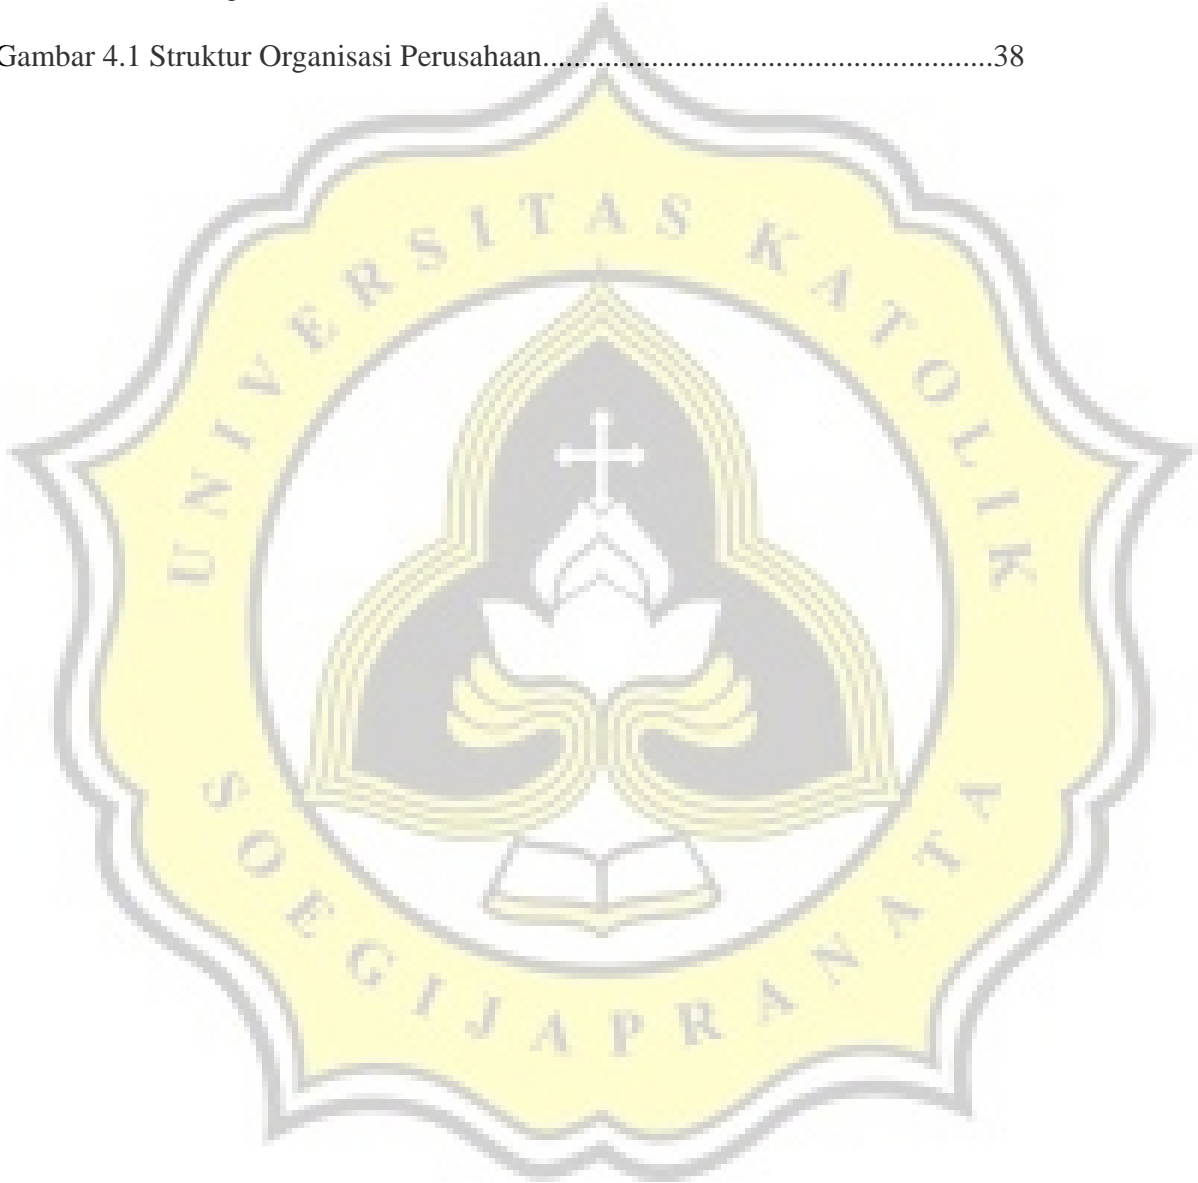 Gambar 4.1 Struktur Organisasi Perusahaan..........................................................38
UNIVERSITAS KATOLIK
SOEGIJAPRANATA